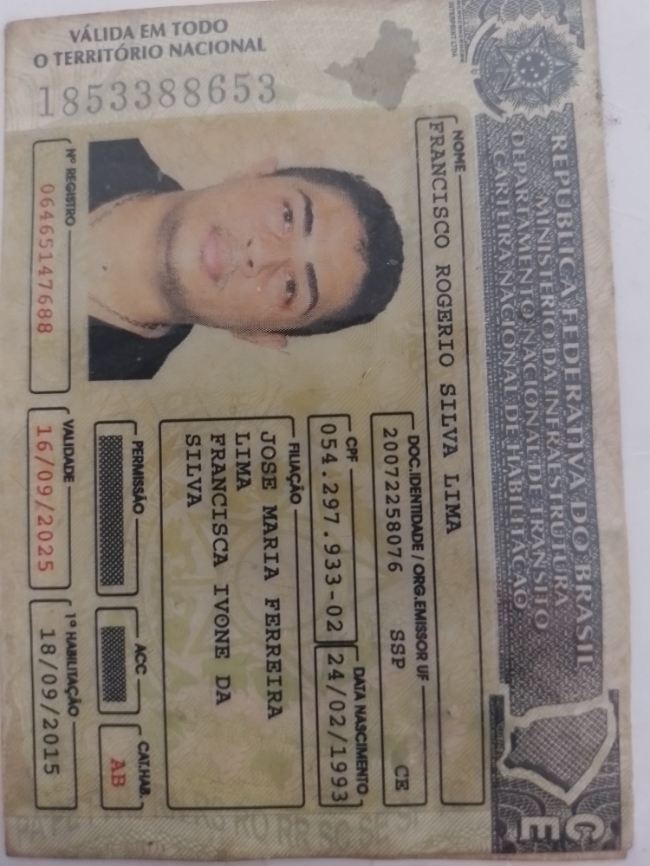 REPÚBLICA FEDERATIVA DO BRASIL
MINISTÉRIO DA INFRAESTRUTURA
DEPARTAMENTO NACIONAL DE TRÂNSITO
CARTEIRA NACIONAL DE HABILITAÇÃO
CE
VÁLIDA EM TODO
O TERRITÓRIO NACIONAL
1853388653
NOME
FRANCISCO ROGERIO SILVA LIMA
DOC. IDENTIDADE / ORG. EMISSOR UF
20072258076 SSP CE
CPF
054.297.933-02
DATA NASCIMENTO
24/02/1993
FILIAÇÃO
JOSE MARIA FERREIRA
LIMA
FRANCISCA IVONE DA
SILVA
PERMISSÃO
ACC
CAT.HAB.
AB
Nº REGISTRO
06465147688
VALIDADE
16/09/2025
1ª HABILITAÇÃO
18/09/2015